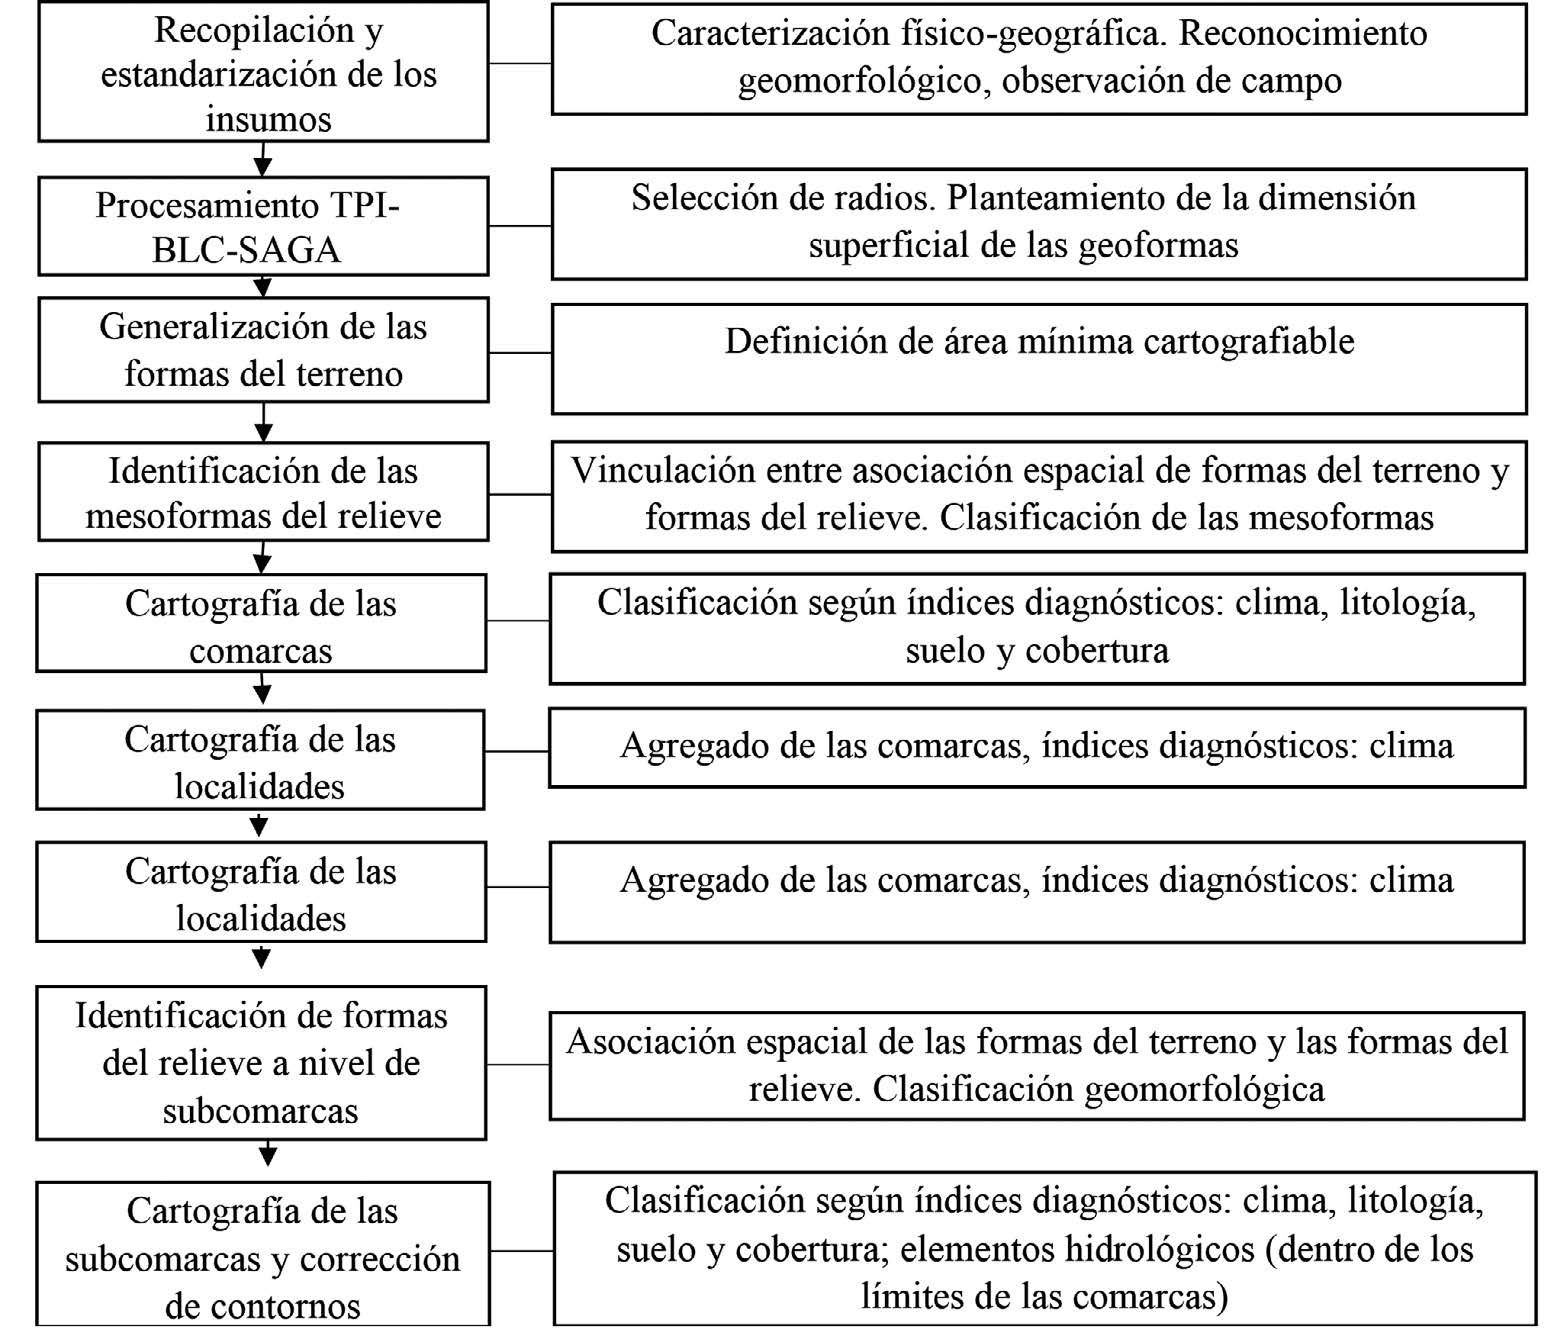 Recopilación y
estandarización de los
insumos
Caracterización físico-geográfica. Reconocimiento
geomorfológico, observación de campo
Procesamiento TPI-
BLC-SAGA
Selección de radios. Planteamiento de la dimensión
superficial de las geoformas
Generalización de las
formas del terreno
Definición de área mínima cartografiable
Identificación de las
mesoformas del relieve
Vinculación entre asociación espacial de formas del terreno y
formas del relieve. Clasificación de las mesoformas
Cartografía de las
comarcas
Clasificación según índices diagnósticos: clima, litología,
suelo y cobertura
Cartografía de las
localidades
Agregado de las comarcas, índices diagnósticos: clima
Cartografía de las
localidades
Agregado de las comarcas, índices diagnósticos: clima
Identificación de formas
del relieve a nivel de
subcomarcas
Asociación espacial de las formas del terreno y las formas del
relieve. Clasificación geomorfológica
Cartografía de las
subcomarcas y corrección
de contornos
Clasificación según índices diagnósticos: clima, litología,
suelo y cobertura; elementos hidrológicos (dentro de los
límites de las comarcas)